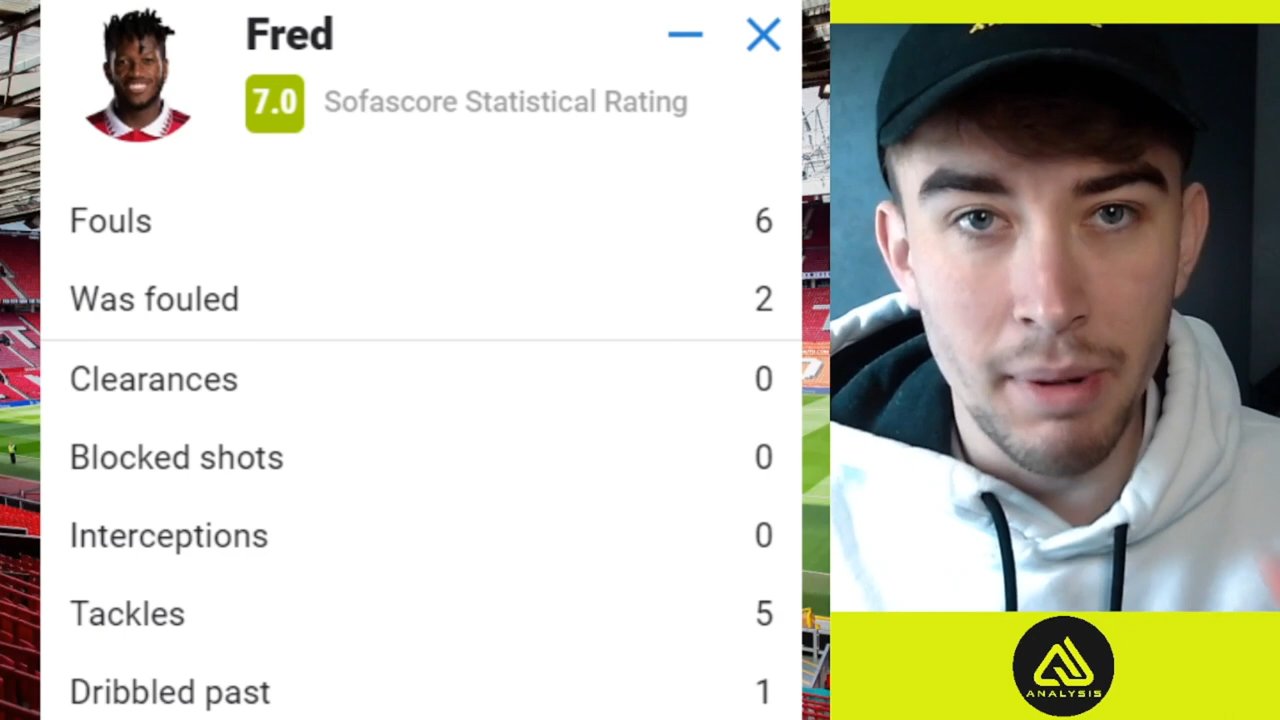 Fred
7.0 Sofascore Statistical Rating
Fouls 6
Was fouled 2
Clearances 0
Blocked shots 0
Interceptions 0
Tackles 5
Dribbled past 1
ANALYSIS